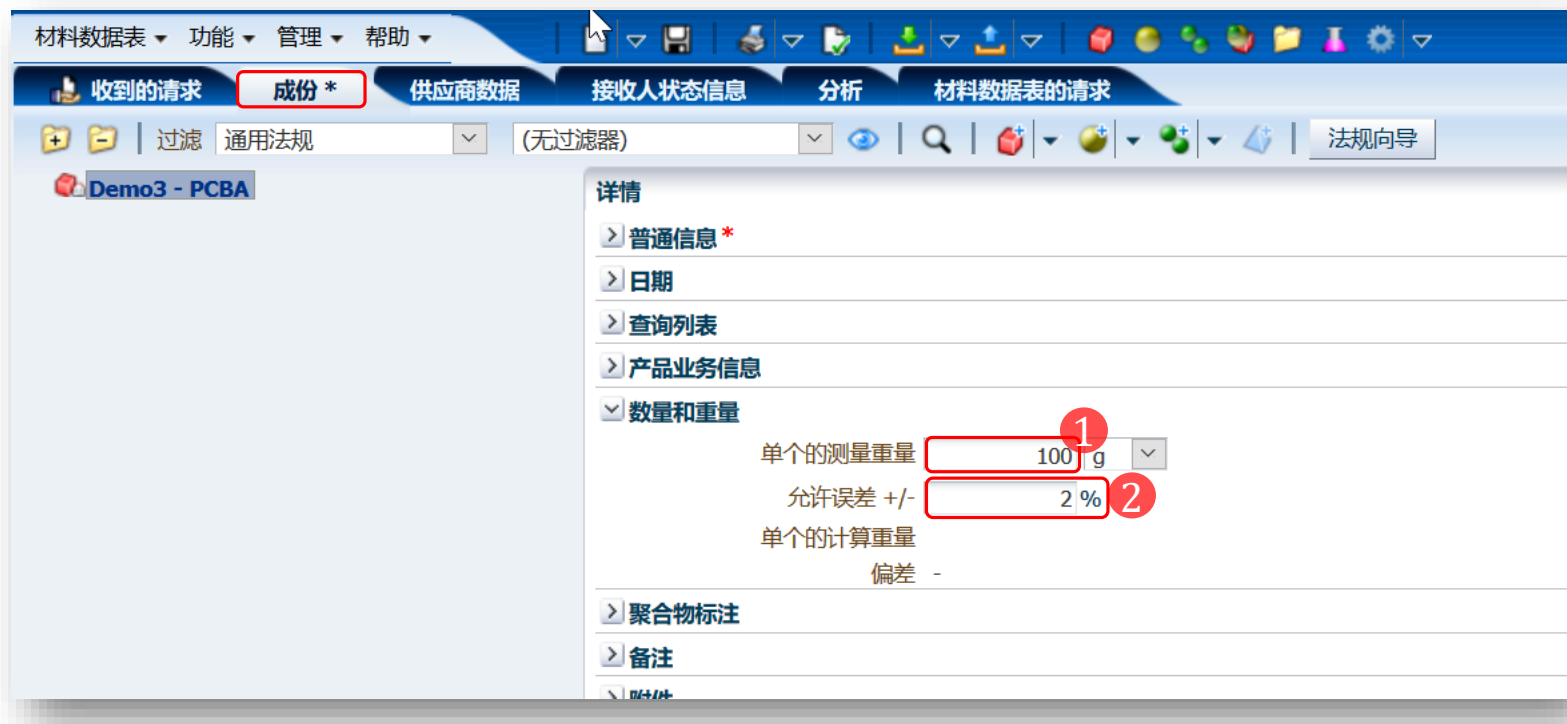 材料数据表 功能 管理 帮助
收到的请求 成份 * 供应商数据 接收人状态信息 分析 材料数据表的请求
过滤 通用法规 (无过滤器) 法规向导
Demo3 - PCBA
详情
普通信息 *
日期
查询列表
产品业务信息
数量和重量
单个的测量重量 100 g 1
允许误差 +/- 2 % 2
单个的计算重量
偏差 -
聚合物标注
备注
附件